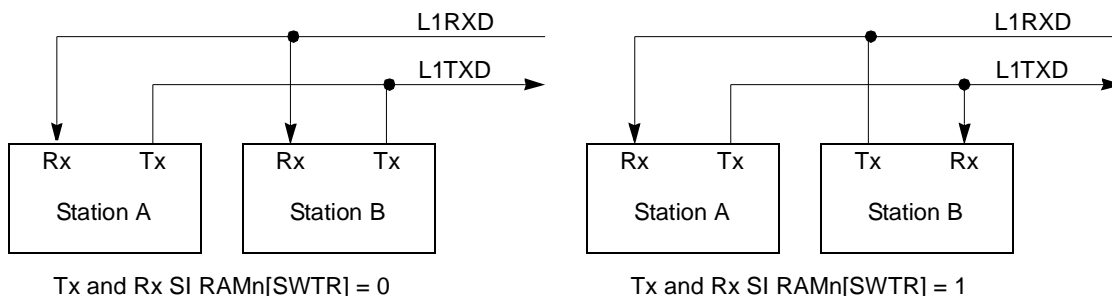 L1RXD
L1TXD
Rx Tx
Station A
Rx Tx
Station B
Tx and Rx SI RAMn[SWTR] = 0
L1RXD
L1TXD
Rx Tx
Station A
Tx Rx
Station B
Tx and Rx SI RAMn[SWTR] = 1